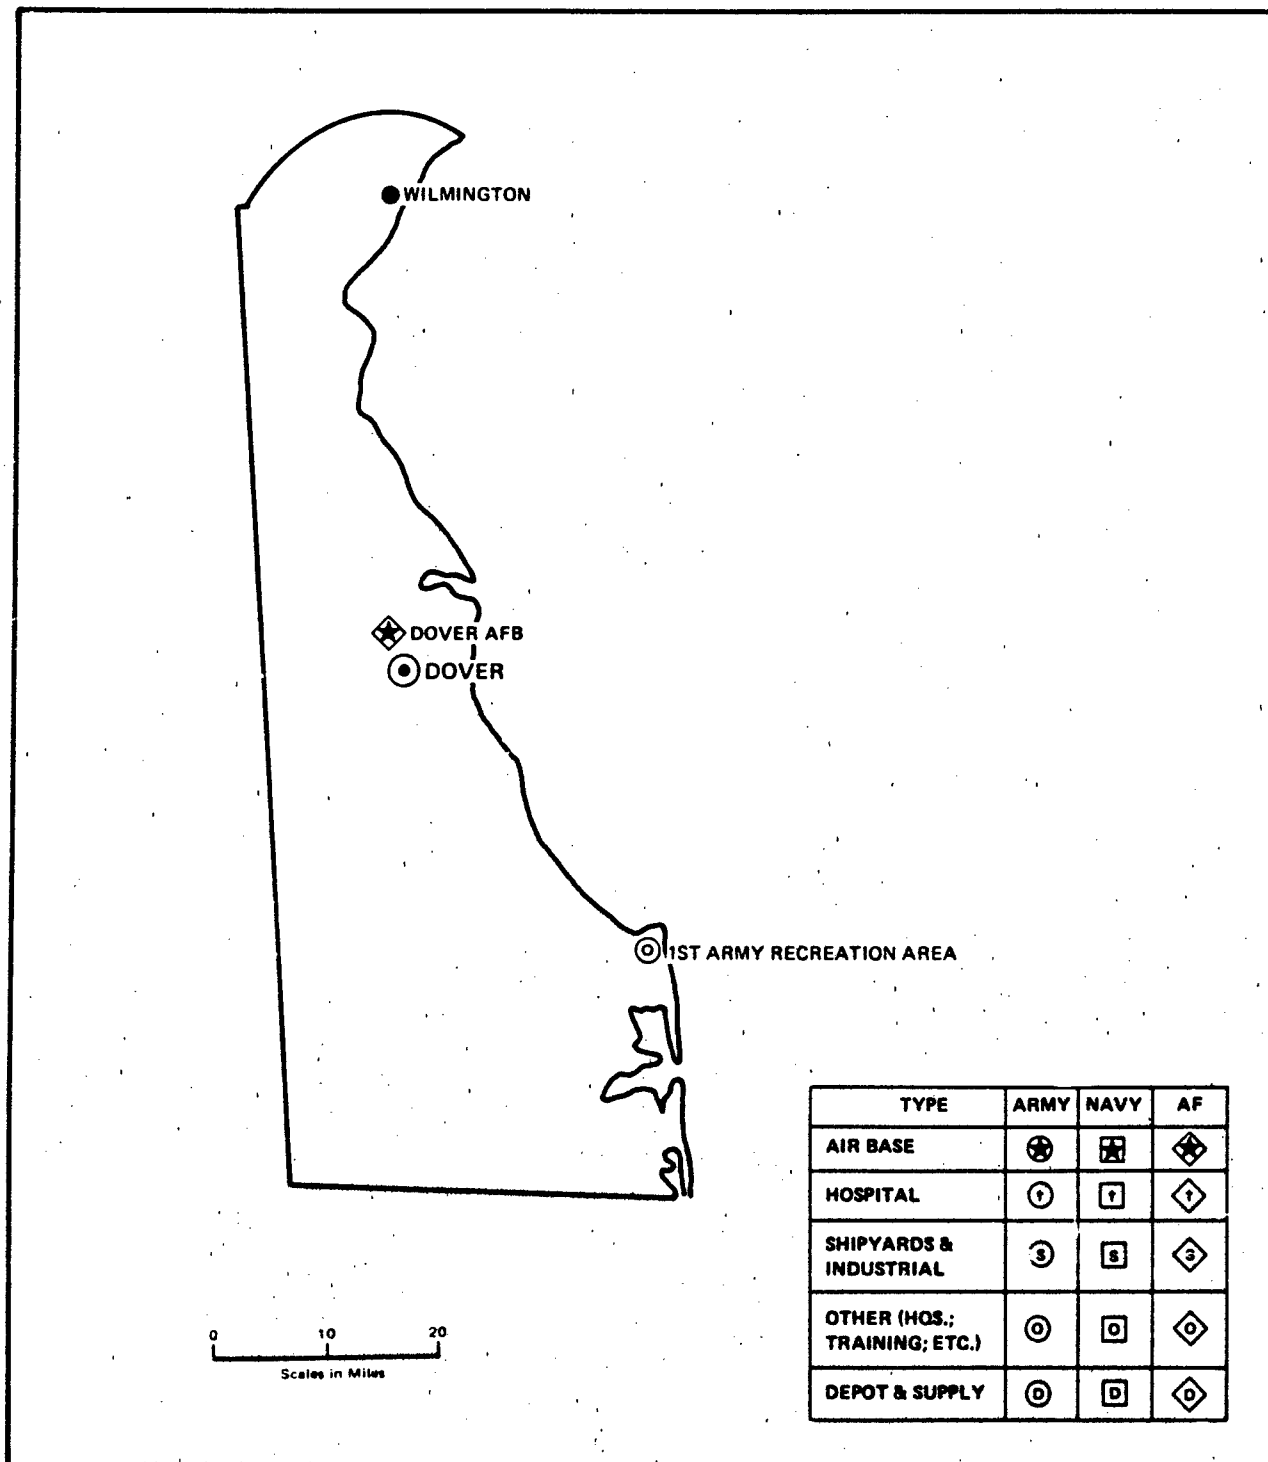 WILMINGTON
DOVER AFB
DOVER
1ST ARMY RECREATION AREA
TYPE ARMY NAVY AF
AIR BASE
HOSPITAL
SHIPYARDS & INDUSTRIAL S S S
OTHER (HOS.; TRAINING; ETC.) O O O
DEPOT & SUPPLY D D D
0 10 20
Scales in Miles